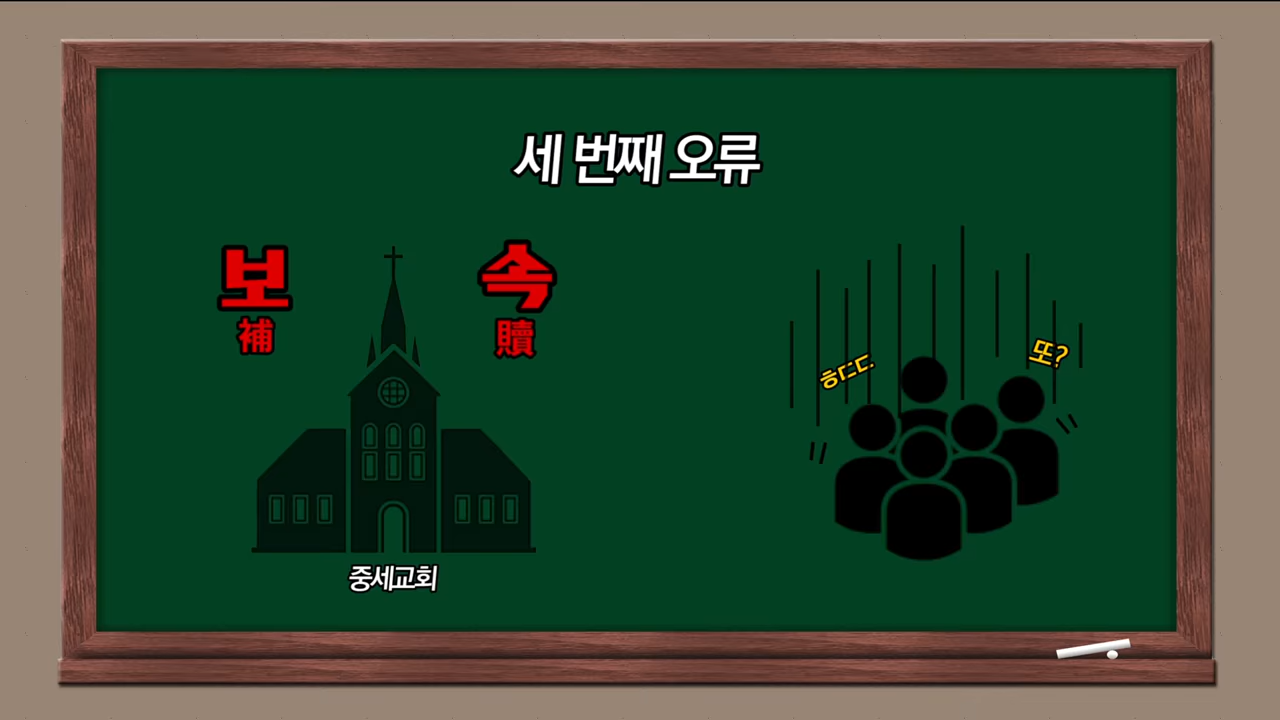 세 번째 오류
보 속
補 贖
중세교회
ㅎㄷㄷ
또?